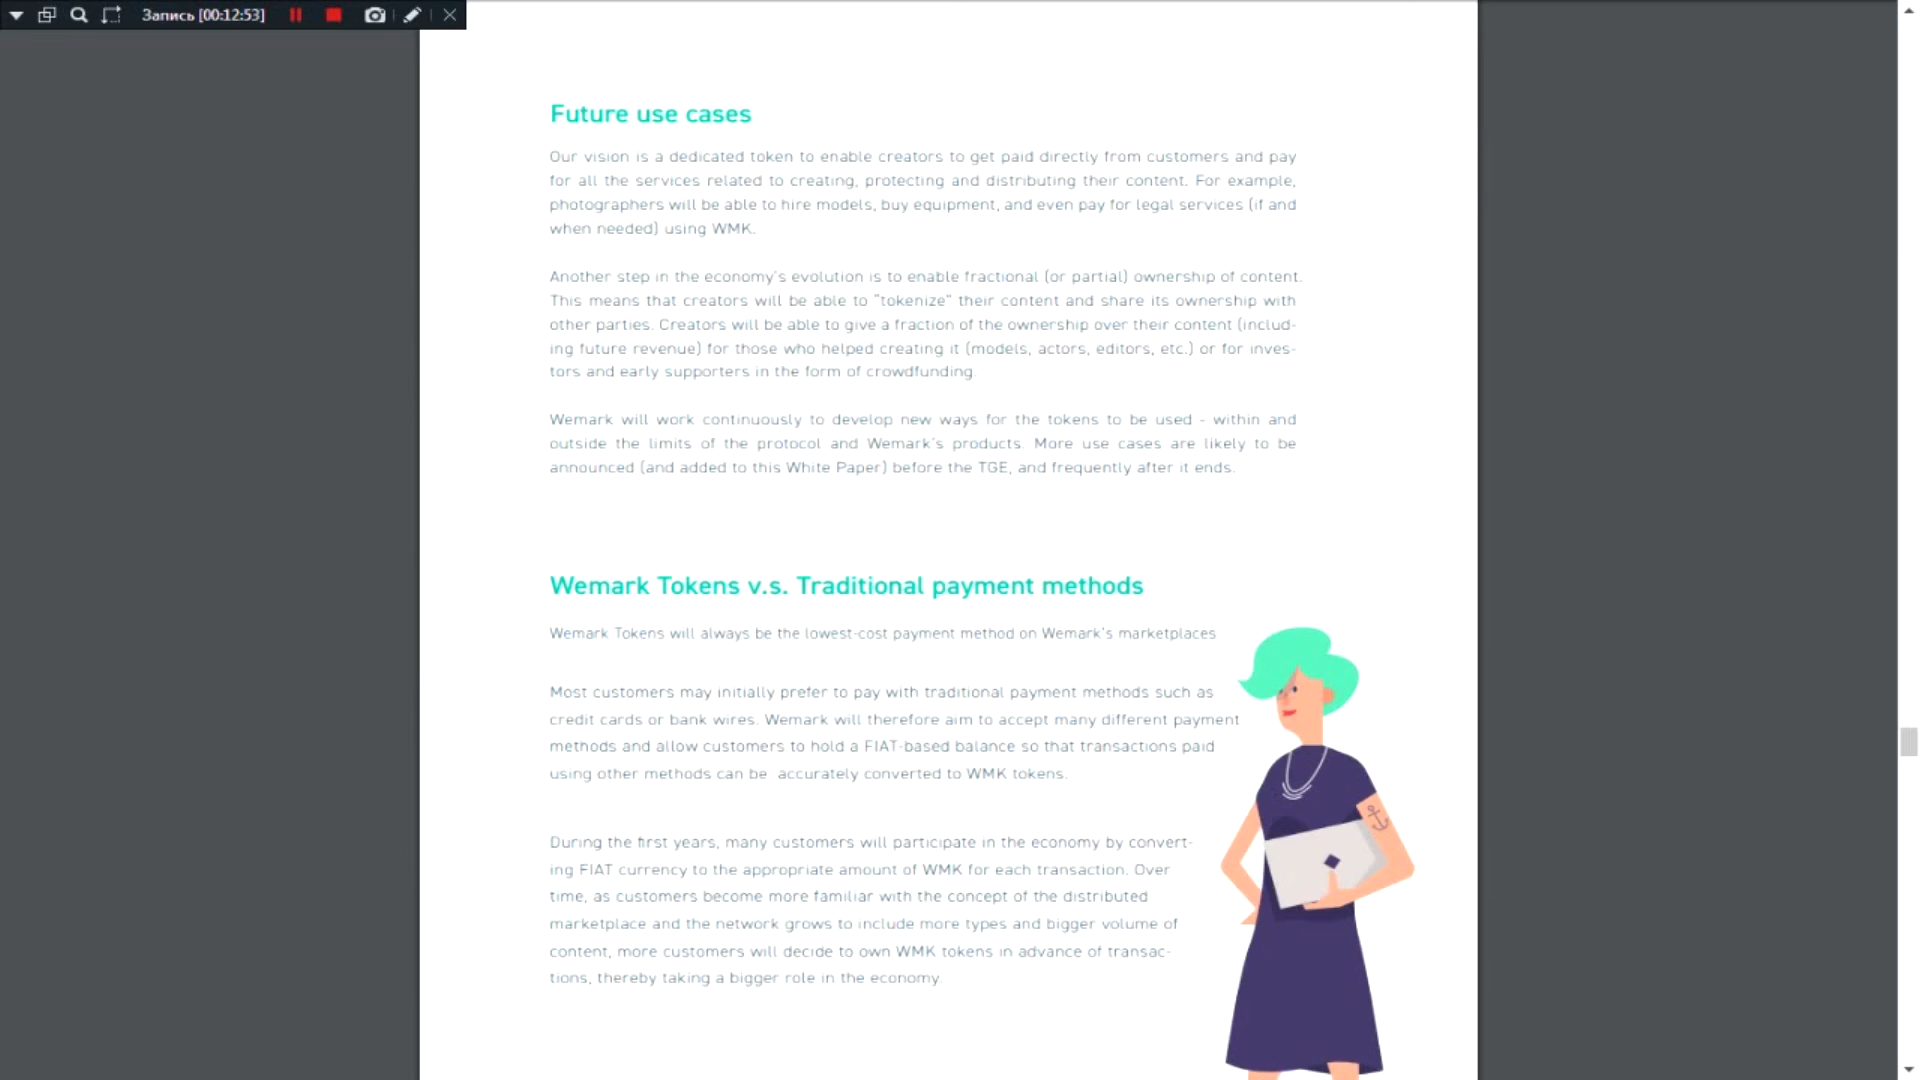 Запись [00:12:53]
Future use cases
Our vision is a dedicated token to enable creators to get paid directly from customers and pay
for all the services related to creating, protecting and distributing their content. For example,
photographers will be able to hire models, buy equipment, and even pay for legal services (if and
when needed) using WMK.
Another step in the economy's evolution is to enable fractional (or partial) ownership of content.
This means that creators will be able to "tokenize" their content and share its ownership with
other parties. Creators will be able to give a fraction of the ownership over their content (includ-
ing future revenue) for those who helped creating it (models, actors, editors, etc.) or for inves-
tors and early supporters in the form of crowdfunding.
Wemark will work continuously to develop new ways for the tokens to be used - within and
outside the limits of the protocol and Wemark's products. More use cases are likely to be
announced (and added to this White Paper) before the TGE, and frequently after it ends.
Wemark Tokens v.s. Traditional payment methods
Wemark Tokens will always be the lowest-cost payment method on Wemark's marketplaces
Most customers may initially prefer to pay with traditional payment methods such as
credit cards or bank wires. Wemark will therefore aim to accept many different payment
methods and allow customers to hold a FIAT-based balance so that transactions paid
using other methods can be accurately converted to WMK tokens.
During the first years, many customers will participate in the economy by convert-
ing FIAT currency to the appropriate amount of WMK for each transaction. Over
time, as customers become more familiar with the concept of the distributed
marketplace and the network grows to include more types and bigger volume of
content, more customers will decide to own WMK tokens in advance of transac-
tions, thereby taking a bigger role in the economy.